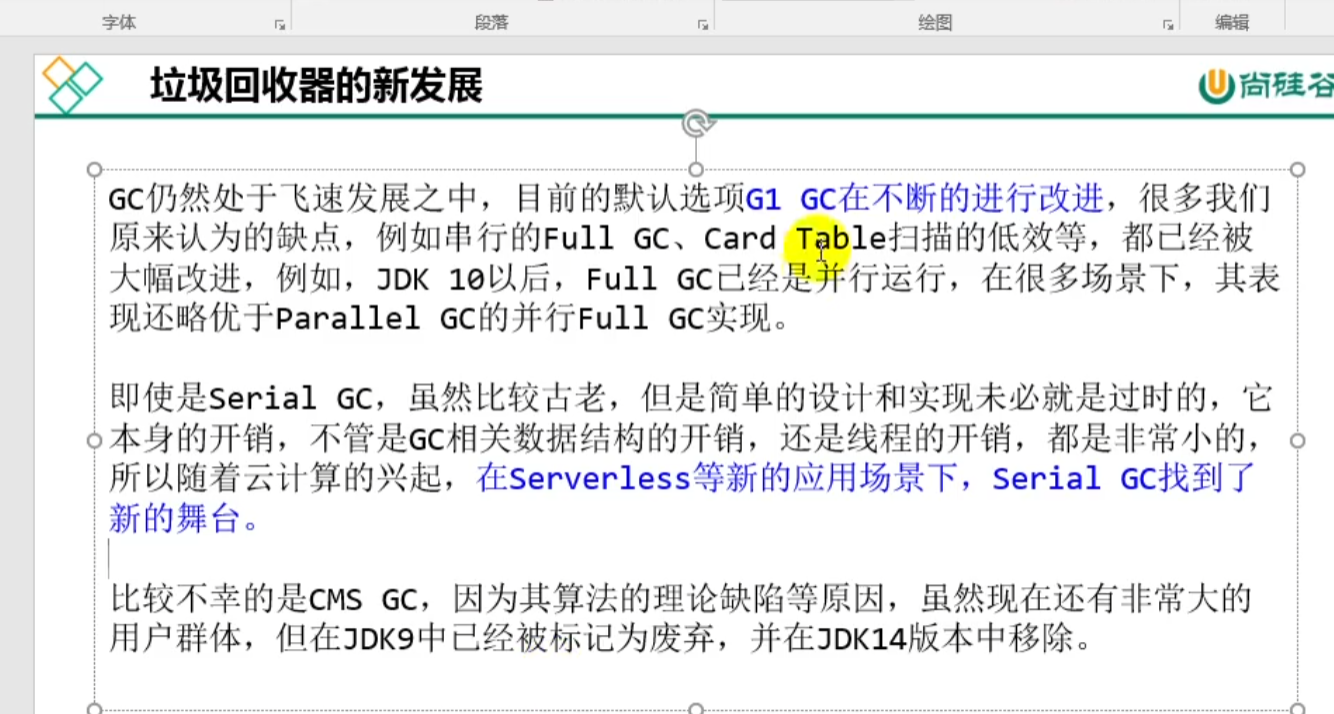 字体
段落
绘图
编辑
垃圾回收器的新发展
尚硅谷
GC仍然处于飞速发展之中，目前的默认选项G1 GC在不断的进行改进，很多我们
原来认为的缺点，例如串行的Full GC、Card Table扫描的低效等，都已经被
大幅改进，例如，JDK 10以后，Full GC已经是并行运行，在很多场景下，其表
现还略优于Parallel GC的并行Full GC实现。
即使是Serial GC，虽然比较古老，但是简单的设计和实现未必就是过时的，它
本身的开销，不管是GC相关数据结构的开销，还是线程的开销，都是非常小的，
所以随着云计算的兴起，在Serverless等新的应用场景下，Serial GC找到了
新的舞台。
比较不幸的是CMS GC，因为其算法的理论缺陷等原因，虽然现在还有非常大的
用户群体，但在JDK9中已经被标记为废弃，并在JDK14版本中移除。